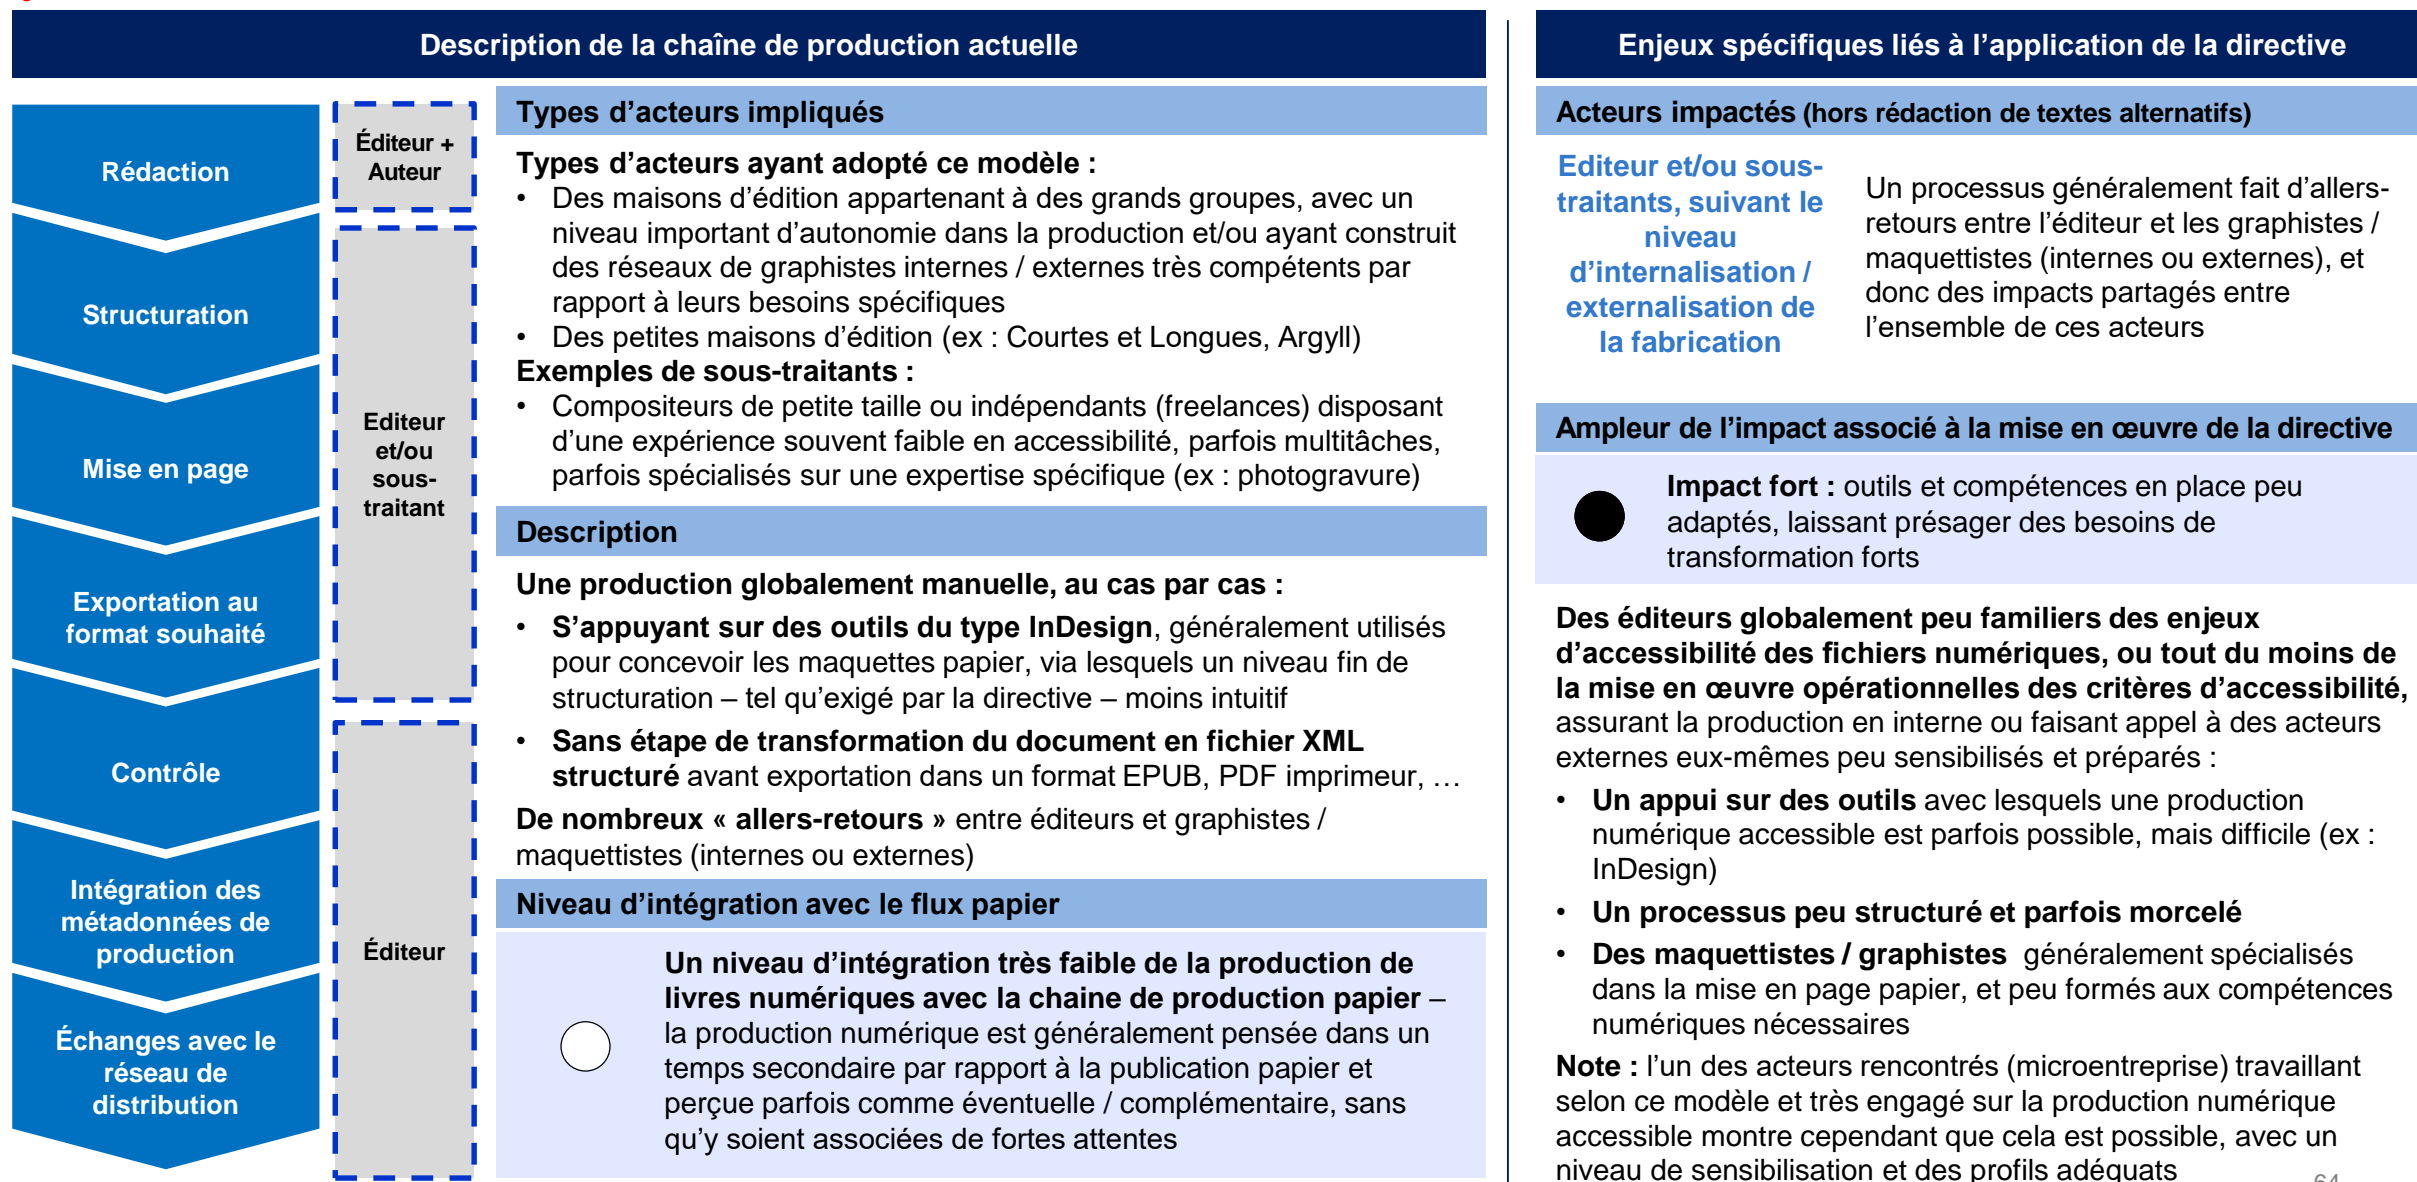 Description de la chaîne de production actuelle
Rédaction
Structuration
Mise en page
Exportation au
format souhaité
Contrôle
Intégration des
métadonnées de
production
Échanges avec le
réseau de
distribution
Éditeur +
Auteur
Editeur
et/ou
sous-
traitant
Éditeur
Types d’acteurs impliqués
Types d’acteurs ayant adopté ce modèle :
• Des maisons d’édition appartenant à des grands groupes, avec un
niveau important d’autonomie dans la production et/ou ayant construit
des réseaux de graphistes internes / externes très compétents par
rapport à leurs besoins spécifiques
• Des petites maisons d’édition (ex : Courtes et Longues, Argyll)
Exemples de sous-traitants :
• Compositeurs de petite taille ou indépendants (freelances) disposant
d’une expérience souvent faible en accessibilité, parfois multitâches,
parfois spécialisés sur une expertise spécifique (ex : photogravure)
Description
Une production globalement manuelle, au cas par cas :
• S’appuyant sur des outils du type InDesign, généralement utilisés
pour concevoir les maquettes papier, via lesquels un niveau fin de
structuration – tel qu’exigé par la directive – moins intuitif
• Sans étape de transformation du document en fichier XML
structuré avant exportation dans un format EPUB, PDF imprimeur, …
De nombreux « allers-retours » entre éditeurs et graphistes /
maquettistes (internes ou externes)
Niveau d’intégration avec le flux papier
Un niveau d’intégration très faible de la production de
livres numériques avec la chaine de production papier –
la production numérique est généralement pensée dans un
temps secondaire par rapport à la publication papier et
perçue parfois comme éventuelle / complémentaire, sans
qu’y soient associées de fortes attentes
Enjeux spécifiques liés à l’application de la directive
Acteurs impactés (hors rédaction de textes alternatifs)
Editeur et/ou sous-
traitants, suivant le
niveau
d’internalisation /
externalisation de
la fabrication
Un processus généralement fait d’allers-
retours entre l’éditeur et les graphistes /
maquettistes (internes ou externes), et
donc des impacts partagés entre
l’ensemble de ces acteurs
Ampleur de l’impact associé à la mise en œuvre de la directive
Impact fort : outils et compétences en place peu
adaptés, laissant présager des besoins de
transformation forts
Des éditeurs globalement peu familiers des enjeux
d’accessibilité des fichiers numériques, ou tout du moins de
la mise en œuvre opérationnelles des critères d’accessibilité,
assurant la production en interne ou faisant appel à des acteurs
externes eux-mêmes peu sensibilisés et préparés :
• Un appui sur des outils avec lesquels une production
numérique accessible est parfois possible, mais difficile (ex :
InDesign)
• Un processus peu structuré et parfois morcelé
• Des maquettistes / graphistes généralement spécialisés
dans la mise en page papier, et peu formés aux compétences
numériques nécessaires
Note : l’un des acteurs rencontrés (microentreprise) travaillant
selon ce modèle et très engagé sur la production numérique
accessible montre cependant que cela est possible, avec un
niveau de sensibilisation et des profils adéquats
64